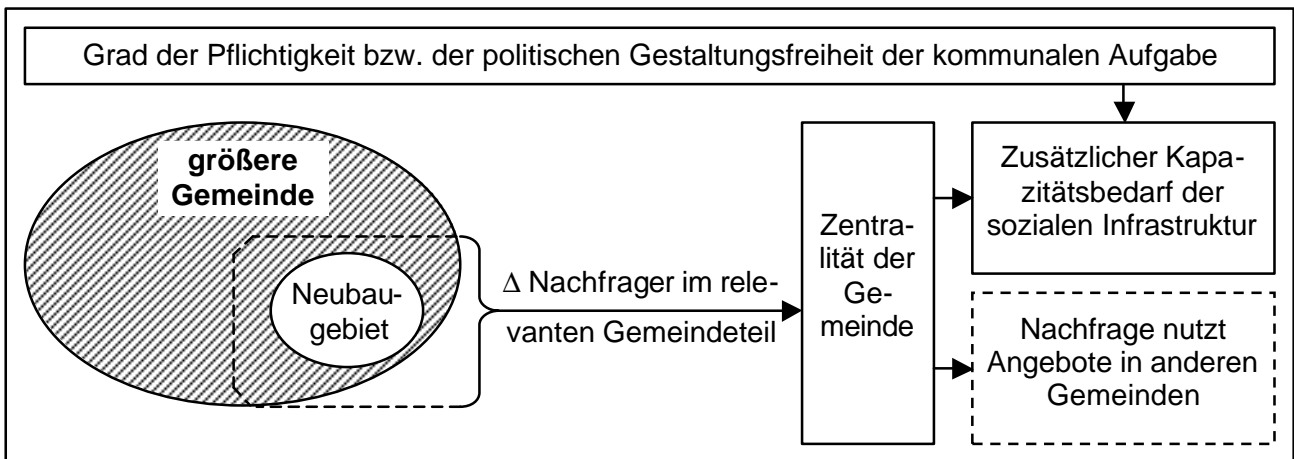 Grad der Pflichtigkeit bzw. der politischen Gestaltungsfreiheit der kommunalen Aufgabe
größere
Gemeinde
Neubau-
gebiet
Δ Nachfrager im rele-
vanten Gemeindeteil
Zentra-
lität der
Ge-
meinde
Zusätzlicher Kapa-
zitätsbedarf der
sozialen Infrastruktur
Nachfrage nutzt
Angebote in anderen
Gemeinden